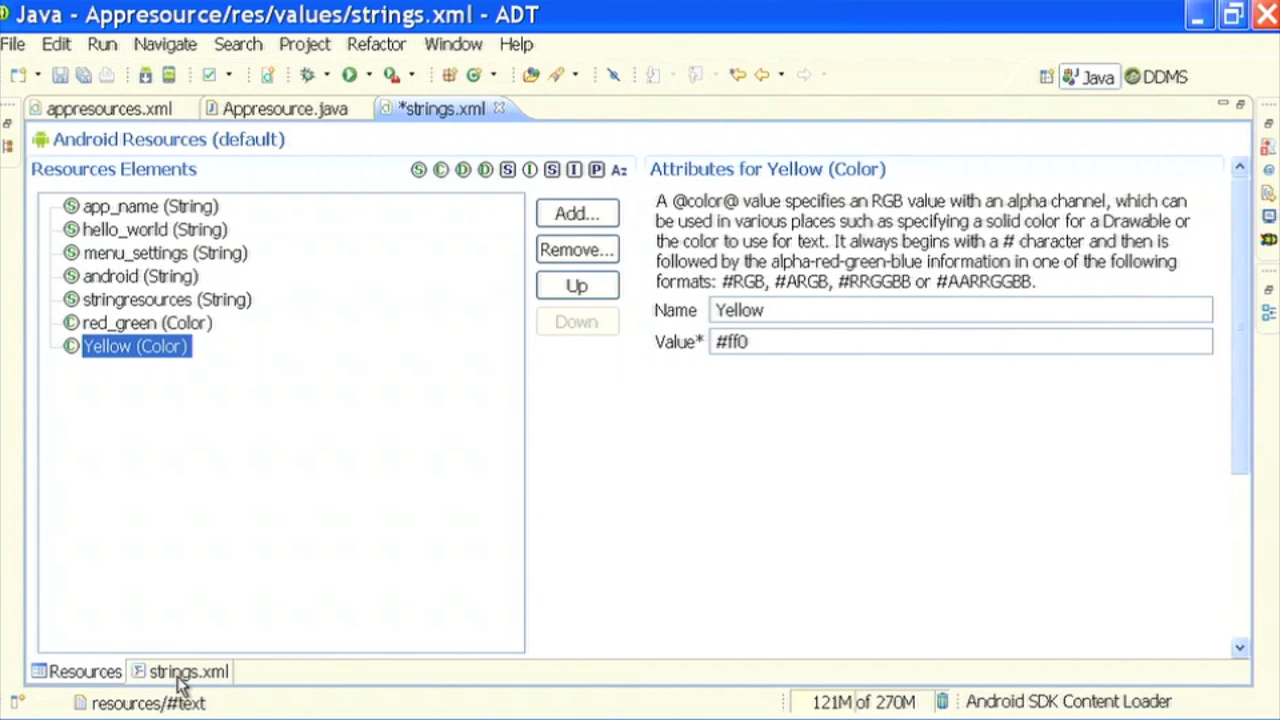 Java - Appresource/res/values/strings.xml - ADT
File Edit Run Navigate Search Project Refactor Window Help
Java DDMS
appresources.xml Appresource.java *strings.xml
Android Resources (default)
Resources Elements S C D D S I S I P Az
Attributes for Yellow (Color)
app_name (String)
hello_world (String)
menu_settings (String)
android (String)
stringresources (String)
red_green (Color)
Yellow (Color)
Add...
Remove...
Up
Down
A @color@ value specifies an RGB value with an alpha channel, which can
be used in various places such as specifying a solid color for a Drawable or
the color to use for text. It always begins with a # character and then is
followed by the alpha-red-green-blue information in one of the following
formats: #RGB, #ARGB, #RRGGBB or #AARRGGBB.
Name Yellow
Value* #ff0
Resources strings.xml
resources/#text 121M of 270M Android SDK Content Loader